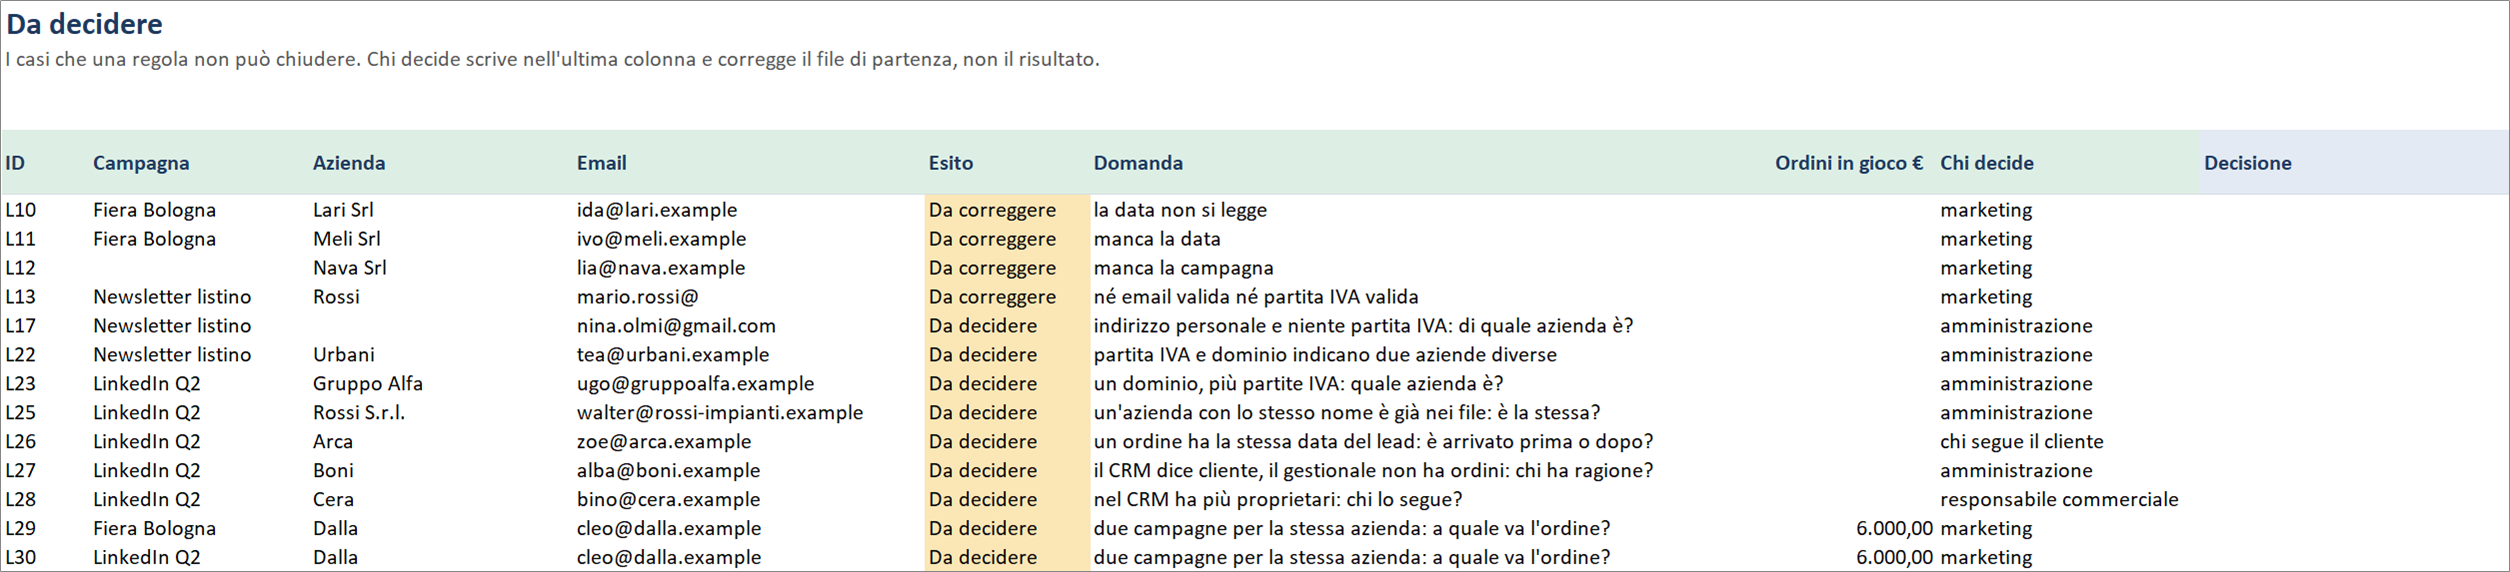 Da decidere
I casi che una regola non può chiudere. Chi decide scrive nell'ultima colonna e corregge il file di partenza, non il risultato.
ID Campagna Azienda Email Esito Domanda Ordini in gioco € Chi decide Decisione
L10 Fiera Bologna Lari Srl ida@lari.example Da correggere la data non si legge marketing
L11 Fiera Bologna Meli Srl ivo@meli.example Da correggere manca la data marketing
L12 Nava Srl lia@nava.example Da correggere manca la campagna marketing
L13 Newsletter listino Rossi mario.rossi@ Da correggere né email valida né partita IVA valida marketing
L17 Newsletter listino nina.olmi@gmail.com Da decidere indirizzo personale e niente partita IVA: di quale azienda è? amministrazione
L22 Newsletter listino Urbani tea@urbani.example Da decidere partita IVA e dominio indicano due aziende diverse amministrazione
L23 LinkedIn Q2 Gruppo Alfa ugo@gruppoalfa.example Da decidere un dominio, più partite IVA: quale azienda è? amministrazione
L25 LinkedIn Q2 Rossi S.r.l. walter@rossi-impianti.example Da decidere un'azienda con lo stesso nome è già nei file: è la stessa? amministrazione
L26 LinkedIn Q2 Arca zoe@arca.example Da decidere un ordine ha la stessa data del lead: è arrivato prima o dopo? chi segue il cliente
L27 LinkedIn Q2 Boni alba@boni.example Da decidere il CRM dice cliente, il gestionale non ha ordini: chi ha ragione? amministrazione
L28 LinkedIn Q2 Cera bino@cera.example Da decidere nel CRM ha più proprietari: chi lo segue? responsabile commerciale
L29 Fiera Bologna Dalla cleo@dalla.example Da decidere due campagne per la stessa azienda: a quale va l'ordine? 6.000,00 marketing
L30 LinkedIn Q2 Dalla cleo@dalla.example Da decidere due campagne per la stessa azienda: a quale va l'ordine? 6.000,00 marketing